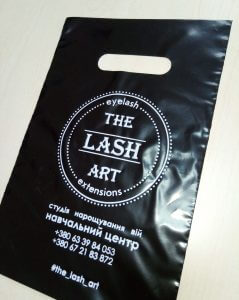 eyelash
THE
LASH
ART
extensions
студія нарощування вій
навчальний центр
+380 63 39 84 053
+380 67 21 83 872
#the_lash_art